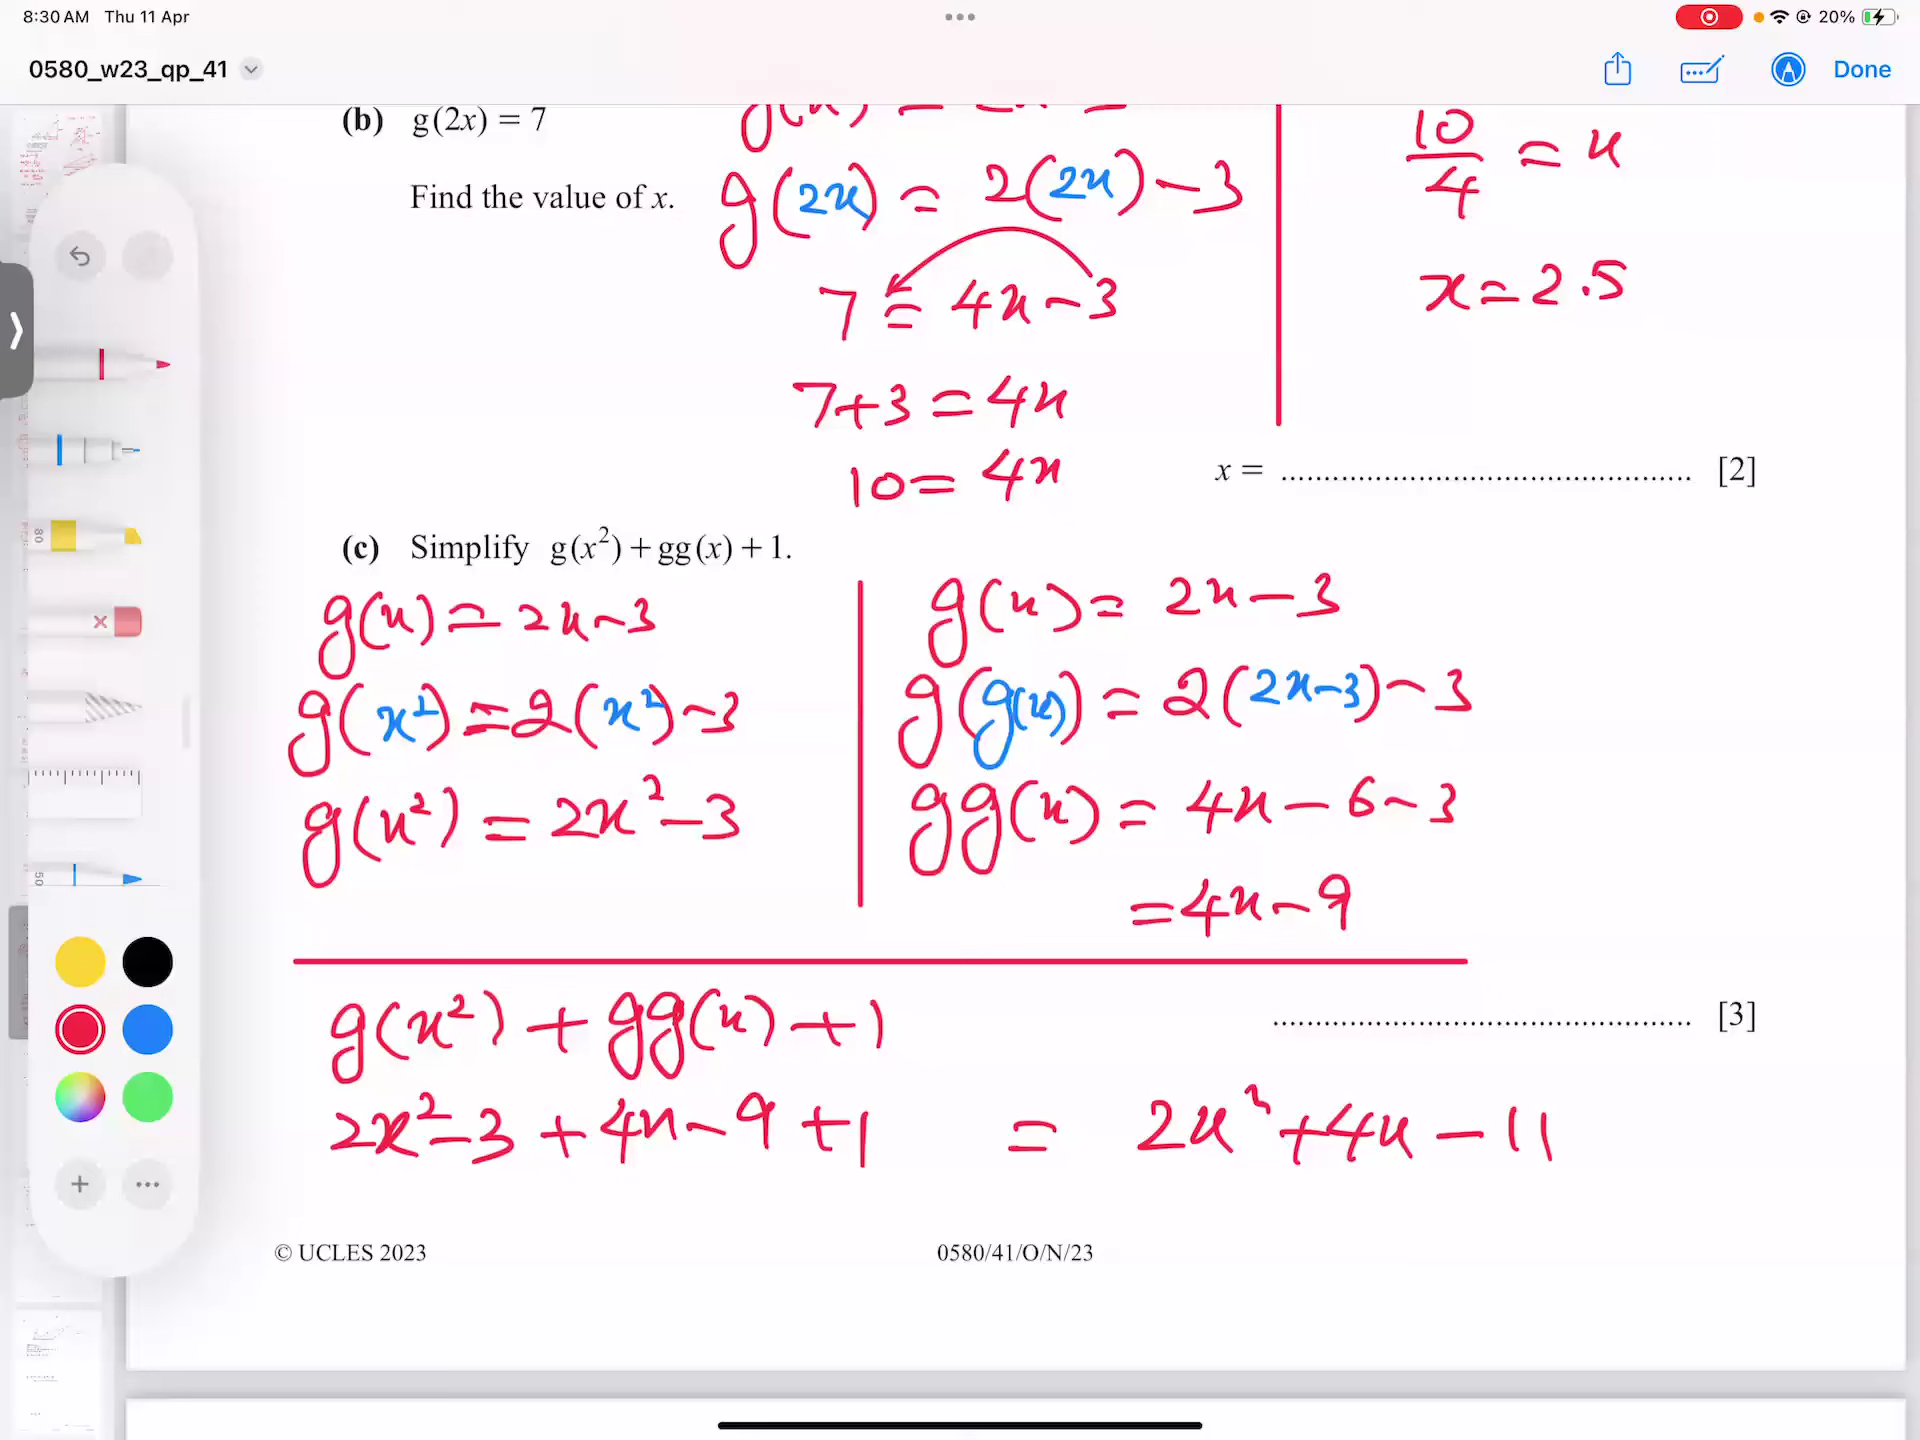 8:30 AM Thu 11 Apr
20%
0580_w23_qp_41
Done
(b) g(2x) = 7
Find the value of x.
g(2x) = 2(2x) - 3
7 = 4x - 3
7+3 = 4x
10 = 4x
10/4 = x
x = 2.5
x = ................................................ [2]
(c) Simplify g(x²) + gg(x) + 1.
g(x) = 2x - 3
g(x²) = 2(x²) - 3
g(x²) = 2x² - 3
g(x) = 2x - 3
g(g(x)) = 2(2x-3) - 3
gg(x) = 4x - 6 - 3
= 4x - 9
................................................ [3]
g(x²) + gg(x) + 1
2x² - 3 + 4x - 9 + 1 = 2x² + 4x - 11
© UCLES 2023
0580/41/O/N/23
80
50